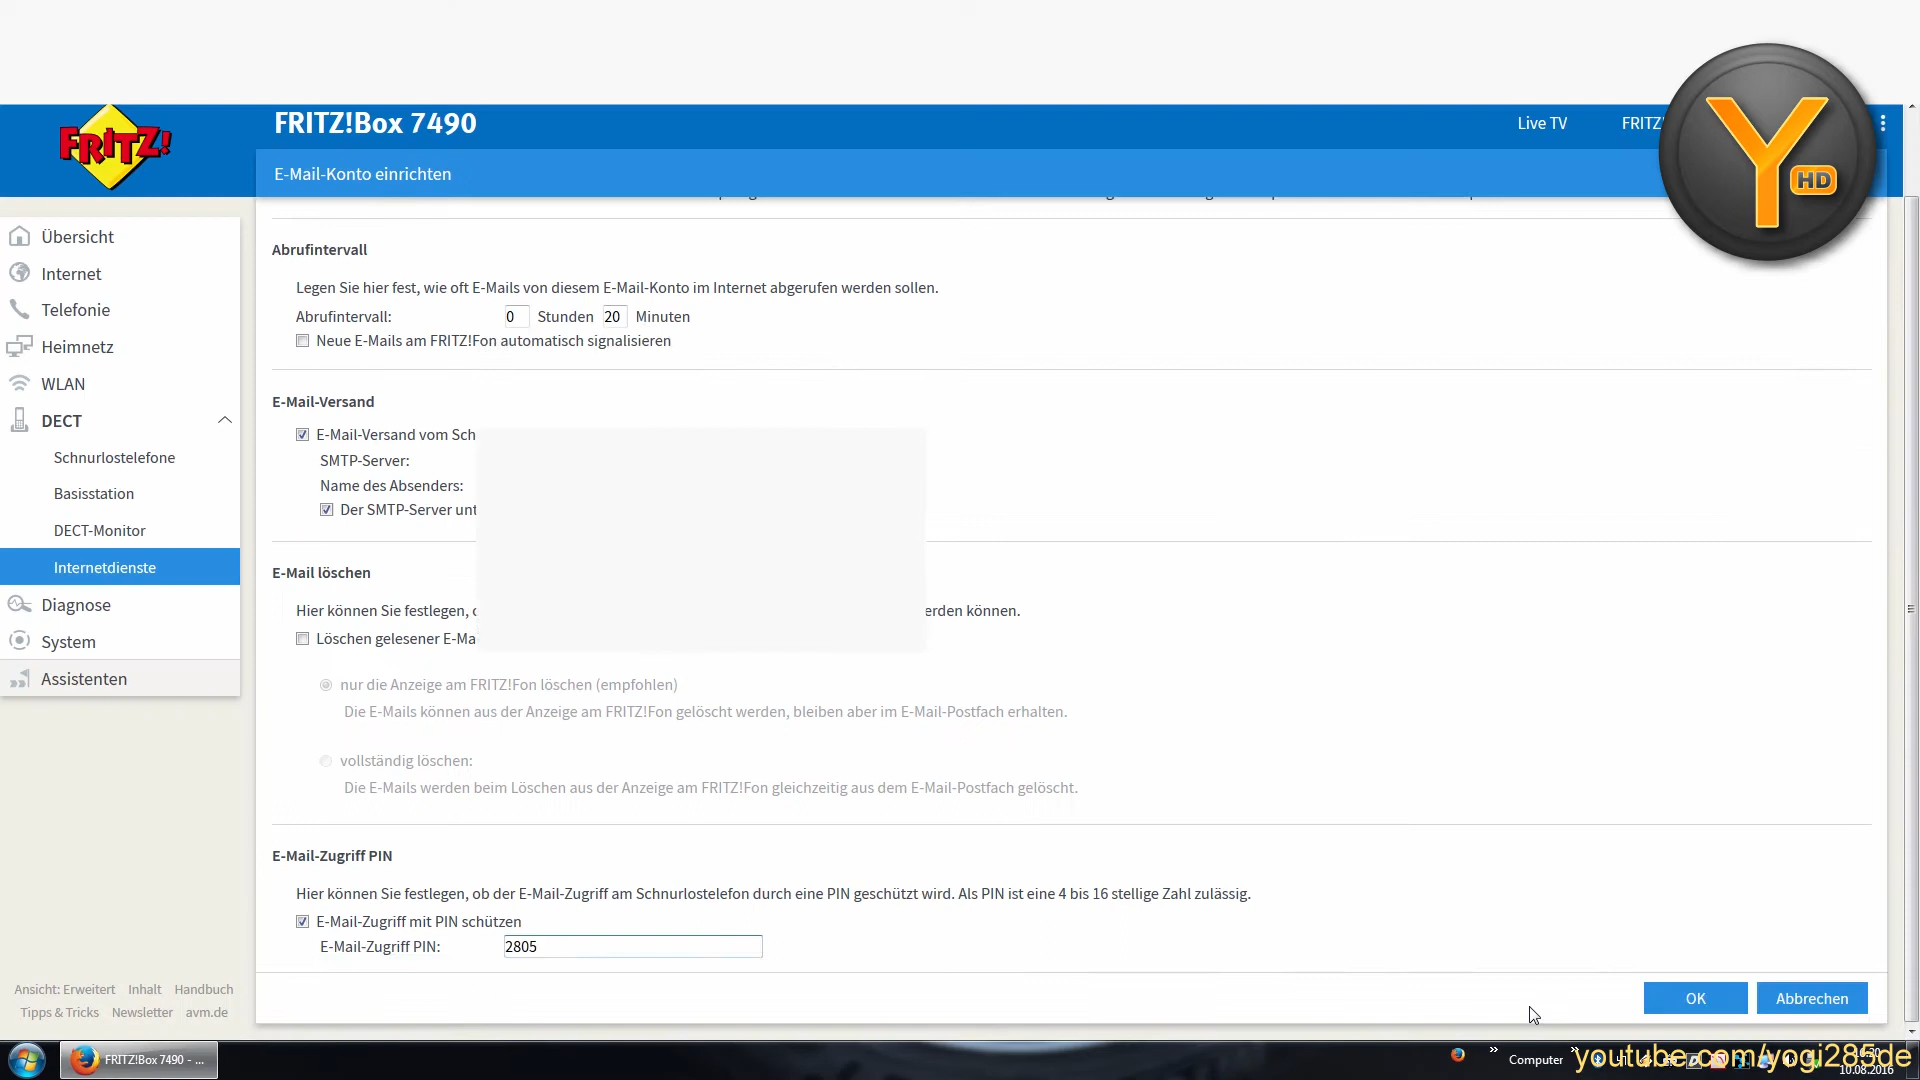 FRITZ!
FRITZ!Box 7490
Live TV
FRITZ!
HD
E-Mail-Konto einrichten
Übersicht
Internet
Telefonie
Heimnetz
WLAN
DECT
Schnurlostelefone
Basisstation
DECT-Monitor
Internetdienste
Diagnose
System
Assistenten
Ansicht: Erweitert Inhalt Handbuch
Tipps & Tricks Newsletter avm.de
Abrufintervall
Legen Sie hier fest, wie oft E-Mails von diesem E-Mail-Konto im Internet abgerufen werden sollen.
Abrufintervall: 0 Stunden 20 Minuten
Neue E-Mails am FRITZ!Fon automatisch signalisieren
E-Mail-Versand
E-Mail-Versand vom Sch
SMTP-Server:
Name des Absenders:
Der SMTP-Server unt
E-Mail löschen
Hier können Sie festlegen, erden können.
Löschen gelesener E-Ma
nur die Anzeige am FRITZ!Fon löschen (empfohlen)
Die E-Mails können aus der Anzeige am FRITZ!Fon gelöscht werden, bleiben aber im E-Mail-Postfach erhalten.
vollständig löschen:
Die E-Mails werden beim Löschen aus der Anzeige am FRITZ!Fon gleichzeitig aus dem E-Mail-Postfach gelöscht.
E-Mail-Zugriff PIN
Hier können Sie festlegen, ob der E-Mail-Zugriff am Schnurlostelefon durch eine PIN geschützt wird. Als PIN ist eine 4 bis 16 stellige Zahl zulässig.
E-Mail-Zugriff mit PIN schützen
E-Mail-Zugriff PIN: 2805
OK Abbrechen
FRITZ!Box 7490 - ...
Computer
youtube.com/yogi285de
10.08.2016